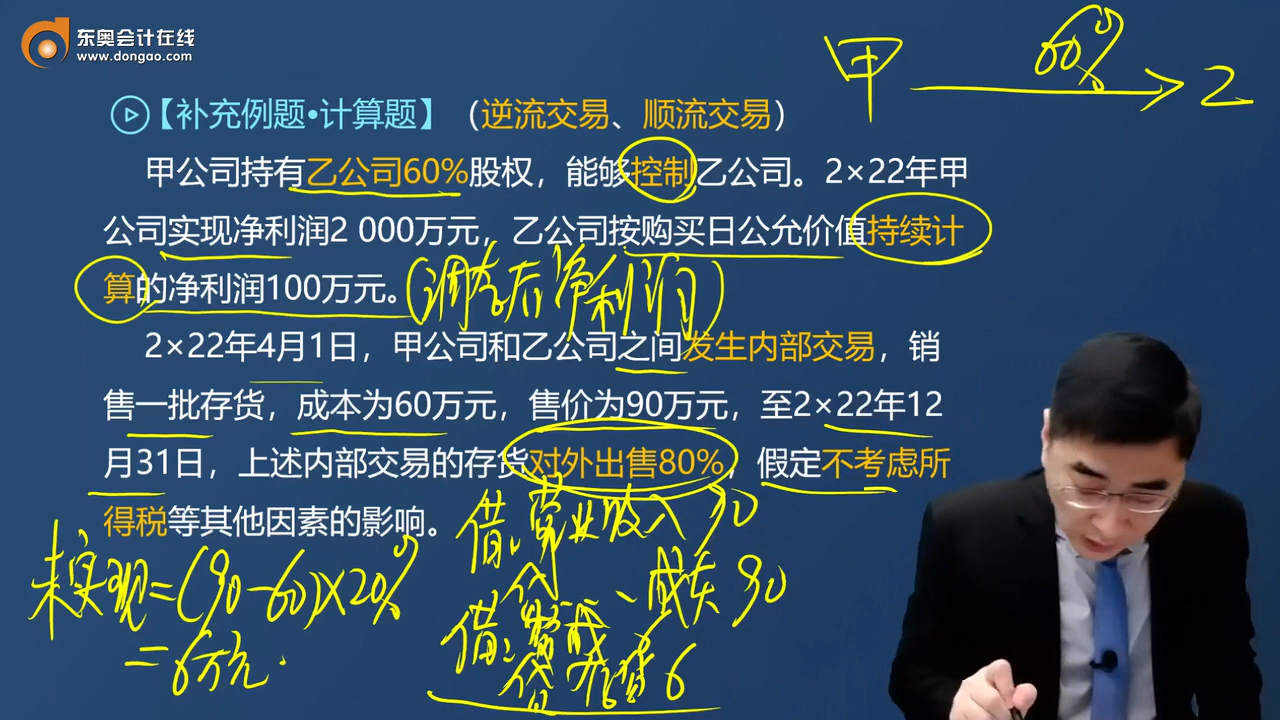 东奥会计在线
www.dongao.com
甲 60% 乙
【补充例题•计算题】（逆流交易、顺流交易）
甲公司持有乙公司60%股权，能够控制乙公司。2×22年甲
公司实现净利润2 000万元，乙公司按购买日公允价值持续计
算的净利润100万元。(调整后净利润)
2×22年4月1日，甲公司和乙公司之间发生内部交易，销
售一批存货，成本为60万元，售价为90万元，至2×22年12
月31日，上述内部交易的存货对外出售80%，假定不考虑所
得税等其他因素的影响。
未实现=(90-60)×20%
=6万元.
借:营业收入 90
贷 成本 90
借:营成
贷 存货 6